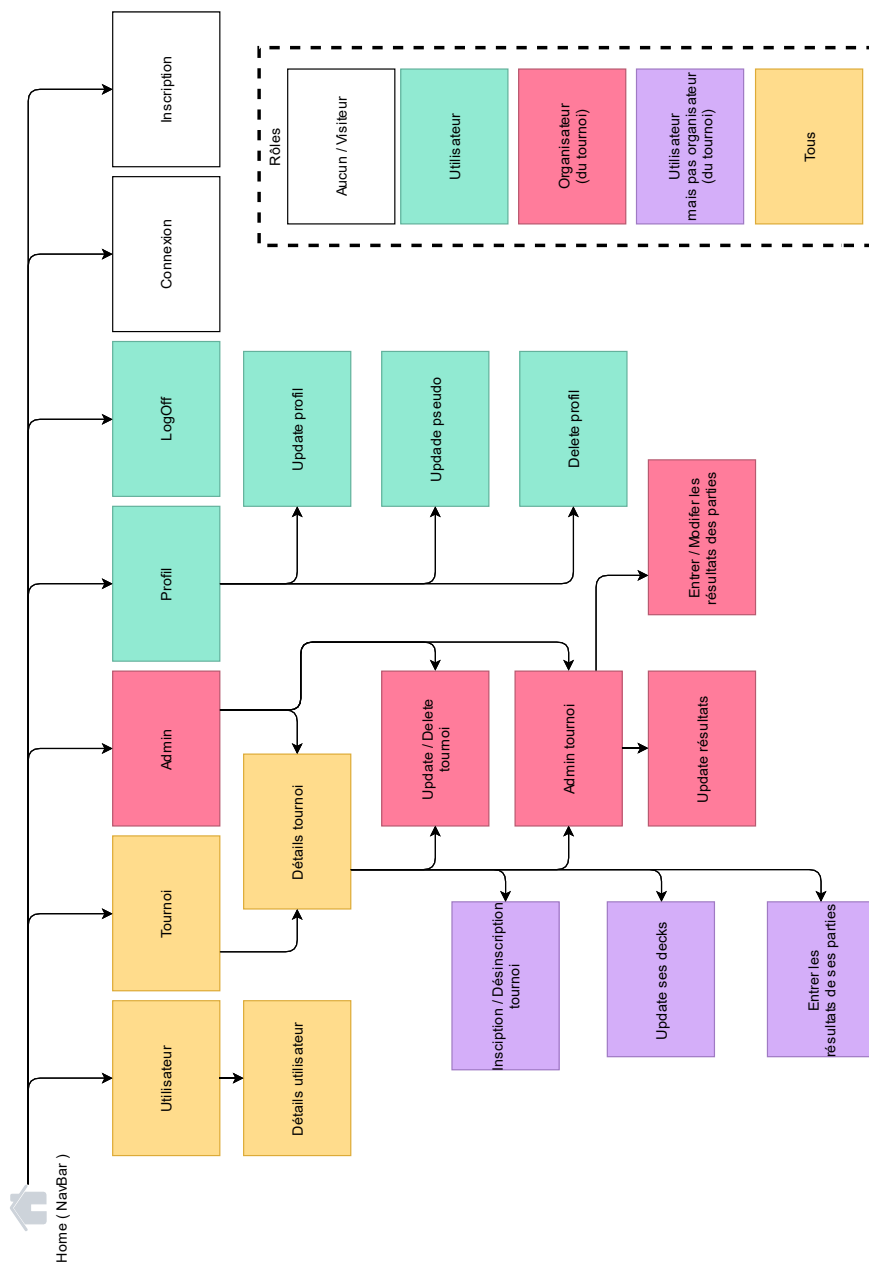 Home ( NavBar )
Utilisateur
Tournoi
Admin
Profil
LogOff
Connexion
Inscription
Détails utilisateur
Détails tournoi
Update profil
Updade pseudo
Delete profil
Update / Delete
tournoi
Admin tournoi
Update résultats
Entrer / Modifer les
résultats des parties
Insciption / Désinscription
tournoi
Update ses decks
Entrer les
résultats de ses parties
Rôles
Aucun / Visiteur
Utilisateur
Organisateur
(du tournoi)
Utilisateur
mais pas organisateur
(du tournoi)
Tous